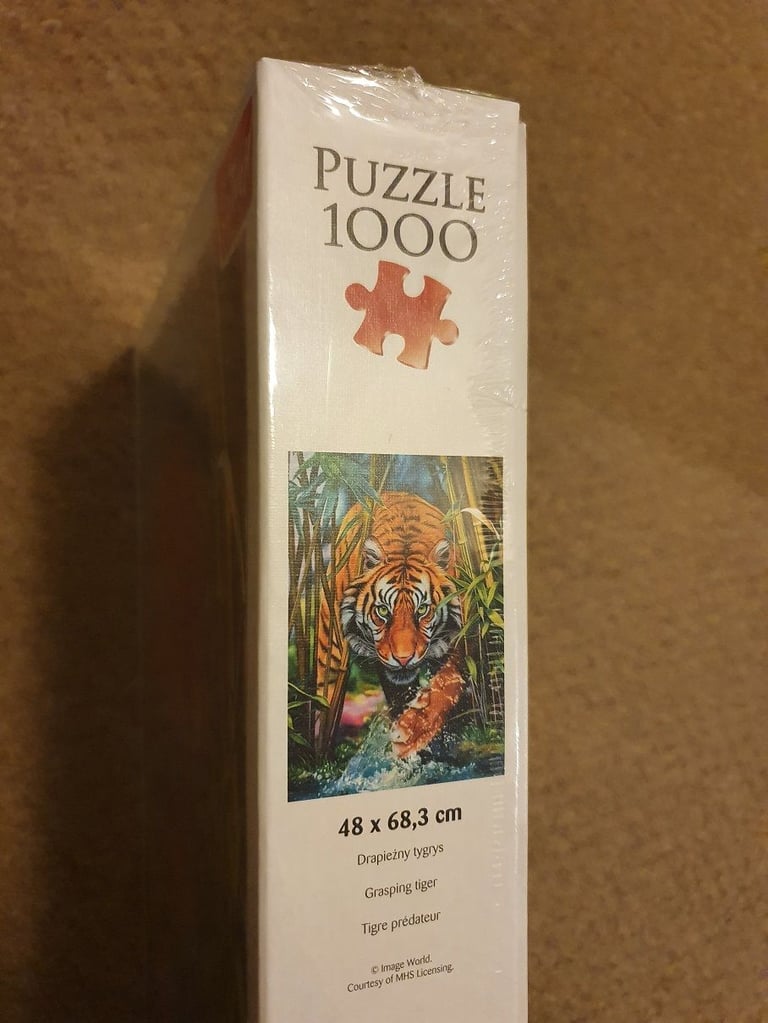 PUZZLE
1000
48 x 68,3 cm
Drapieżny tygrys
Grasping tiger
Tigre prédateur
© Image World.
Courtesy of MHS Licensing.